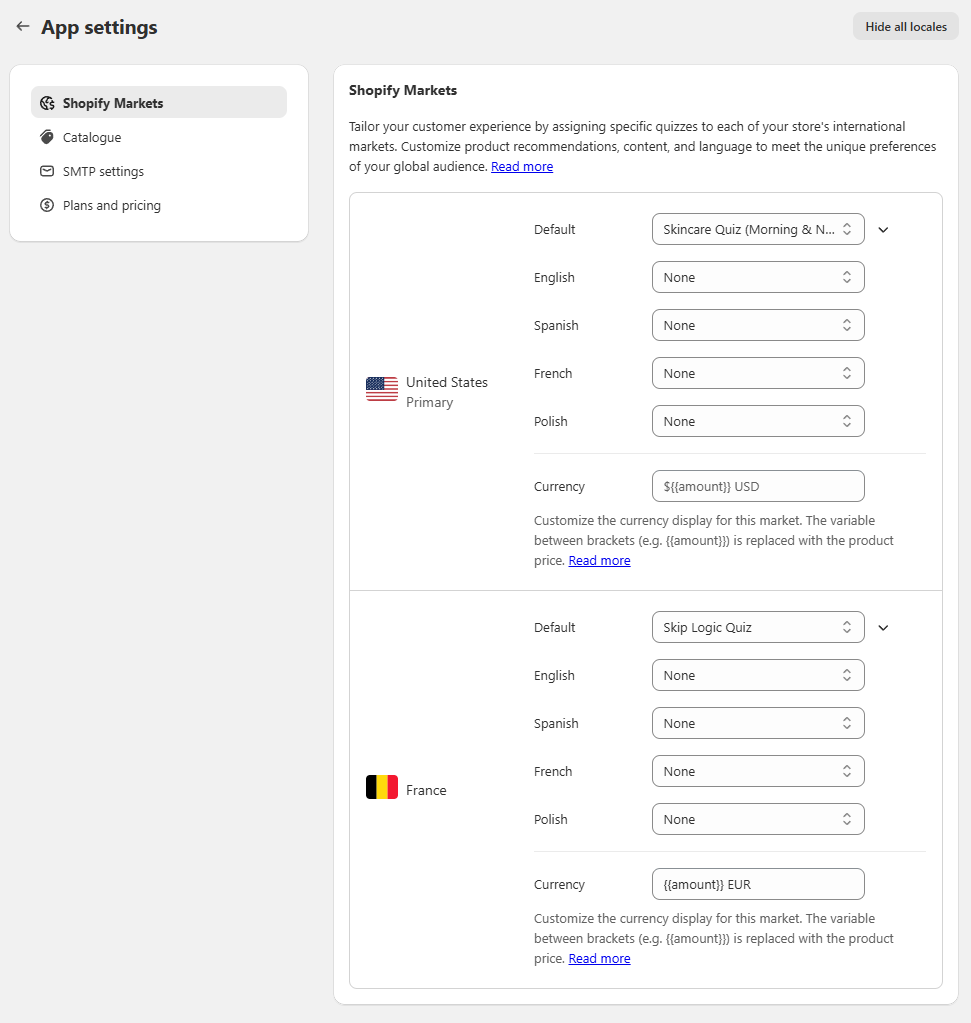 App settings
Hide all locales
Shopify Markets
Catalogue
SMTP settings
Plans and pricing
Shopify Markets
Tailor your customer experience by assigning specific quizzes to each of your store's international
markets. Customize product recommendations, content, and language to meet the unique preferences
of your global audience. Read more
United States
Primary
Default
Skincare Quiz (Morning & N...
English
None
Spanish
None
French
None
Polish
None
Currency
${{amount}} USD
Customize the currency display for this market. The variable
between brackets (e.g. {{amount}}) is replaced with the product
price. Read more
France
Default
Skip Logic Quiz
English
None
Spanish
None
French
None
Polish
None
Currency
{{amount}} EUR
Customize the currency display for this market. The variable
between brackets (e.g. {{amount}}) is replaced with the product
price. Read more